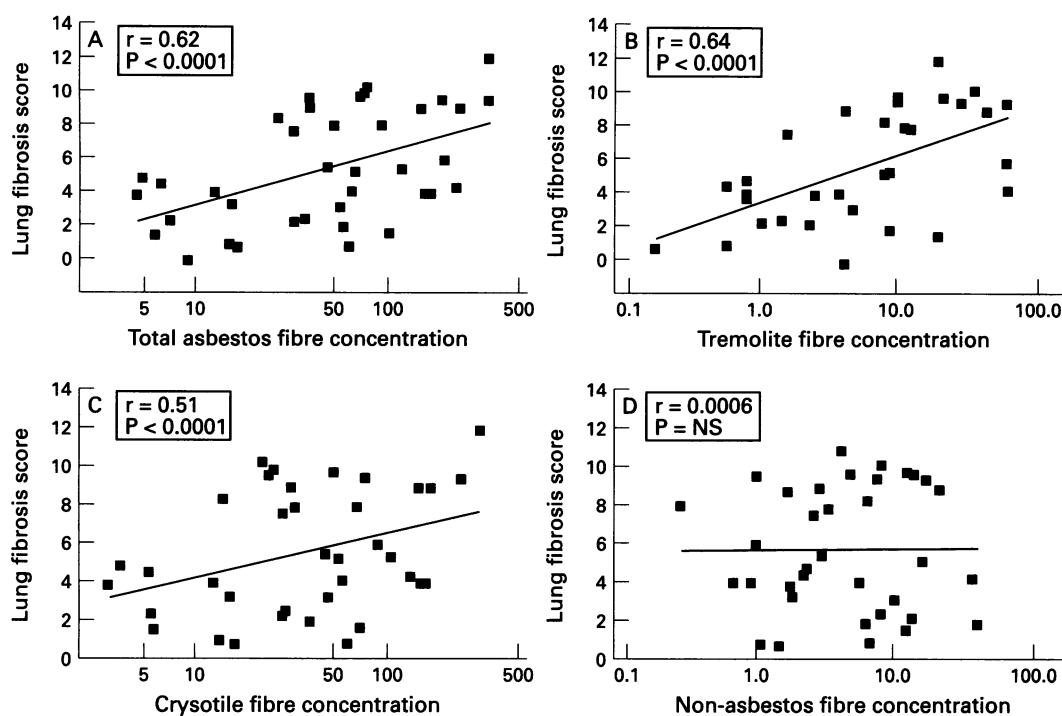 A
r = 0.62
P < 0.0001
Lung fibrosis score
14
12
10
8
6
4
2
0
5 10 50 100 500
Total asbestos fibre concentration
B
r = 0.64
P < 0.0001
Lung fibrosis score
14
12
10
8
6
4
2
0
0.1 1.0 10.0 100.0
Tremolite fibre concentration
C
r = 0.51
P < 0.0001
Lung fibrosis score
14
12
10
8
6
4
2
0
5 10 50 100 500
Crysotile fibre concentration
D
r = 0.0006
P = NS
Lung fibrosis score
14
12
10
8
6
4
2
0
0.1 1.0 10.0 100.0
Non-asbestos fibre concentration